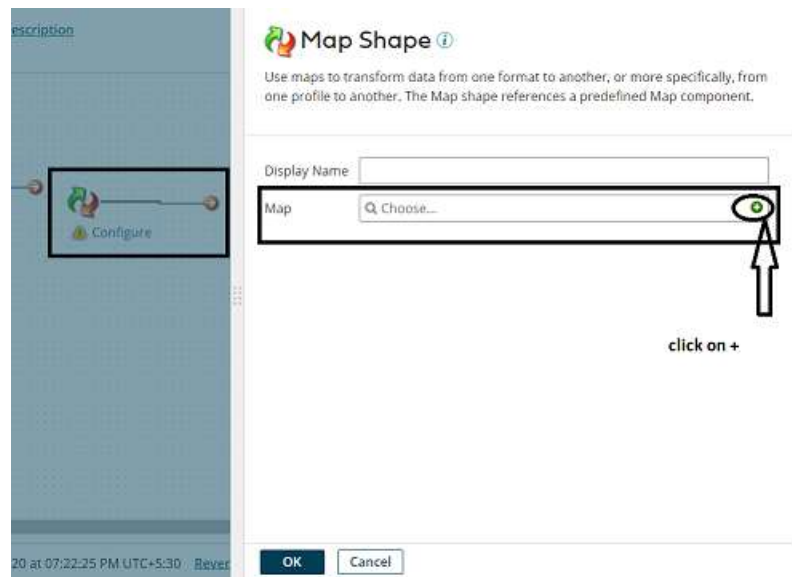 escription
Map Shape
Use maps to transform data from one format to another, or more specifically, from
one profile to another. The Map shape references a predefined Map component.
Display Name
Map
Choose...
Configure
click on +
20 at 07:22:25 PM UTC+5:30 Rever
OK
Cancel